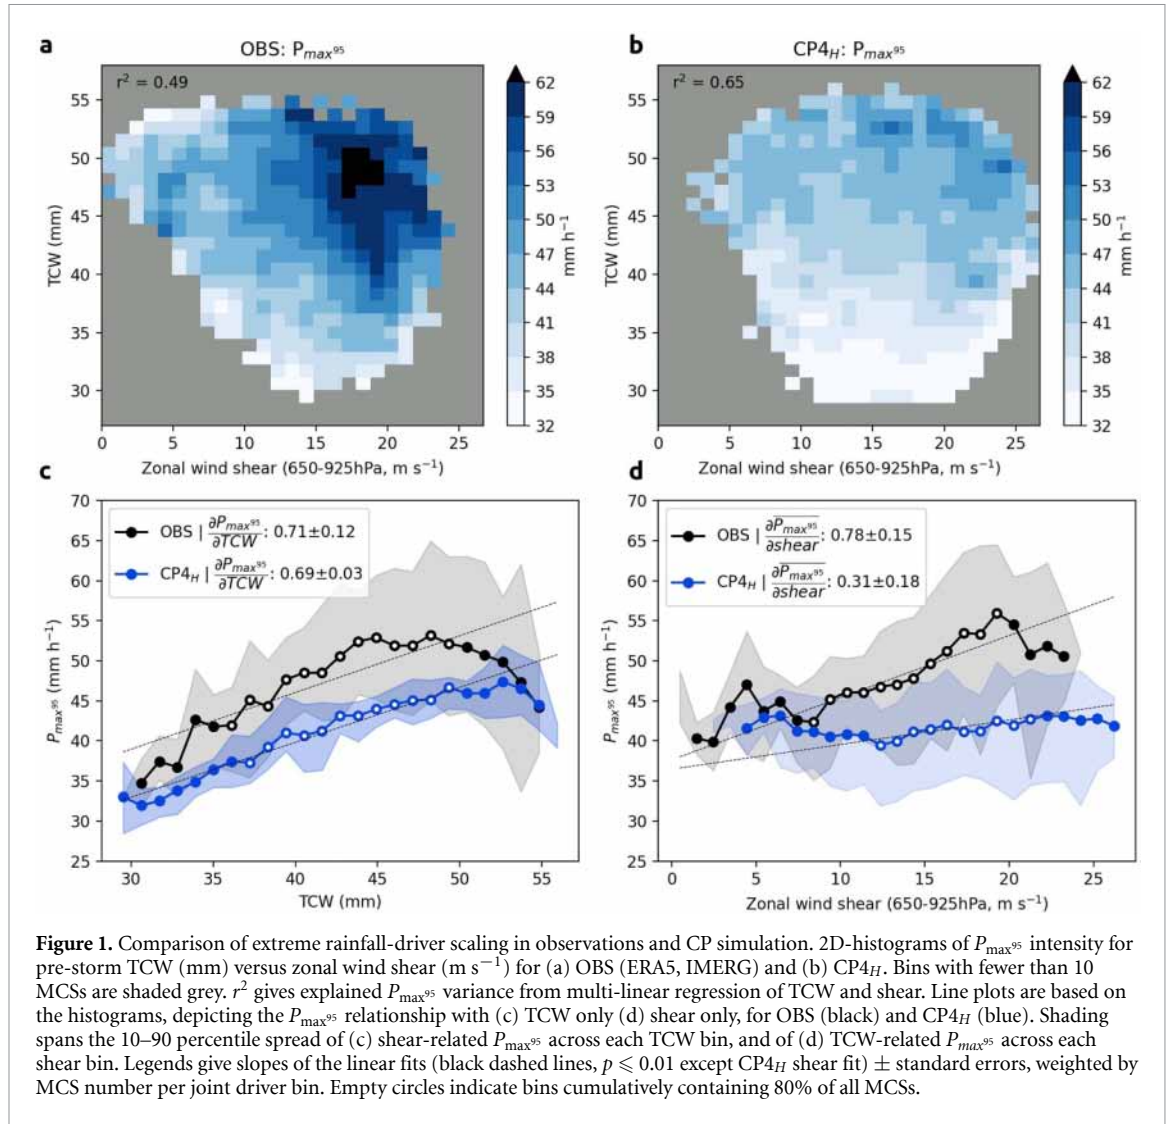 a
OBS: Pmax95
r² = 0.49
55
50
45
40
35
30
TCW (mm)
0 5 10 15 20 25
Zonal wind shear (650-925hPa, m s⁻¹)
62
59
56
53
50
47
44
41
38
35
32
mm h⁻¹
b
CP4H: Pmax95
r² = 0.65
55
50
45
40
35
30
TCW (mm)
0 5 10 15 20 25
Zonal wind shear (650-925hPa, m s⁻¹)
62
59
56
53
50
47
44
41
38
35
32
mm h⁻¹
c
70
65
60
55
50
45
40
35
30
25
Pmax95 (mm h⁻¹)
OBS | ∂Pmax95/∂TCW: 0.71±0.12
CP4H | ∂Pmax95/∂TCW: 0.69±0.03
30 35 40 45 50 55
TCW (mm)
d
70
65
60
55
50
45
40
35
30
25
Pmax95 (mm h⁻¹)
OBS | ∂Pmax95/∂shear: 0.78±0.15
CP4H | ∂Pmax95/∂shear: 0.31±0.18
0 5 10 15 20 25
Zonal wind shear (650-925hPa, m s⁻¹)
Figure 1. Comparison of extreme rainfall-driver scaling in observations and CP simulation. 2D-histograms of Pmax95 intensity for
pre-storm TCW (mm) versus zonal wind shear (m s⁻¹) for (a) OBS (ERA5, IMERG) and (b) CP4H. Bins with fewer than 10
MCSs are shaded grey. r² gives explained Pmax95 variance from multi-linear regression of TCW and shear. Line plots are based on
the histograms, depicting the Pmax95 relationship with (c) TCW only (d) shear only, for OBS (black) and CP4H (blue). Shading
spans the 10–90 percentile spread of (c) shear-related Pmax95 across each TCW bin, and of (d) TCW-related Pmax95 across each
shear bin. Legends give slopes of the linear fits (black dashed lines, p ⩽ 0.01 except CP4H shear fit) ± standard errors, weighted by
MCS number per joint driver bin. Empty circles indicate bins cumulatively containing 80% of all MCSs.